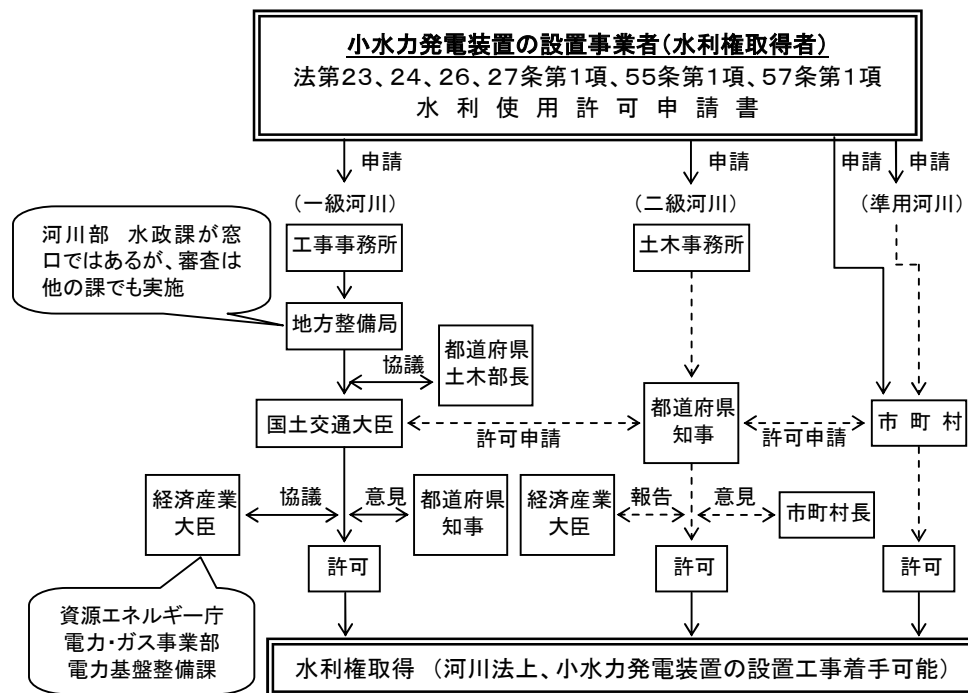 小水力発電装置の設置事業者(水利権取得者)
法第23、24、26、27条第1項、55条第1項、57条第1項
水 利 使 用 許 可 申 請 書
申請
申請
申請
申請
(一級河川)
(二級河川)
(準用河川)
河川部 水政課が窓
口ではあるが、審査は
他の課でも実施
工事事務所
土木事務所
地方整備局
協議
都道府県
土木部長
国土交通大臣
許可申請
都道府県
知事
許可申請
市 町 村
経済産業
大臣
協議
意見
都道府県
知事
経済産業
大臣
報告
意見
市町村長
許可
許可
許可
資源エネルギー庁
電力・ガス事業部
電力基盤整備課
水利権取得 (河川法上、小水力発電装置の設置工事着手可能)